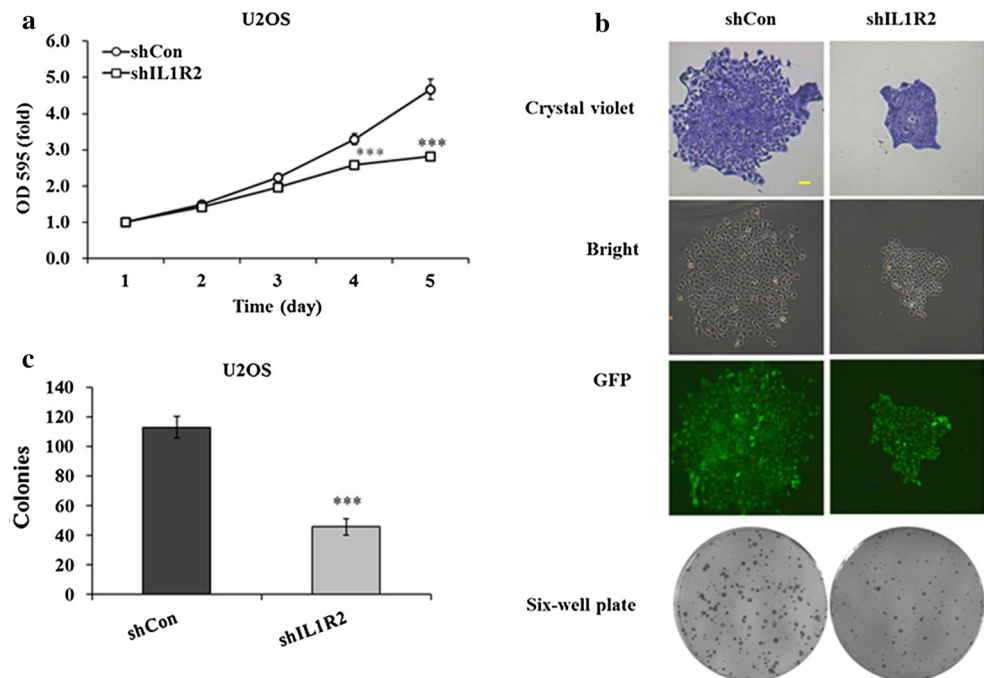 a
U2OS
6.0
5.0
4.0
3.0
2.0
1.0
0.0
OD 595 (fold)
shCon
shIL1R2
***
***
1 2 3 4 5
Time (day)
b
shCon shIL1R2
Crystal violet
Bright
GFP
Six-well plate
c
U2OS
140
120
100
80
60
40
20
0
Colonies
***
shCon
shIL1R2